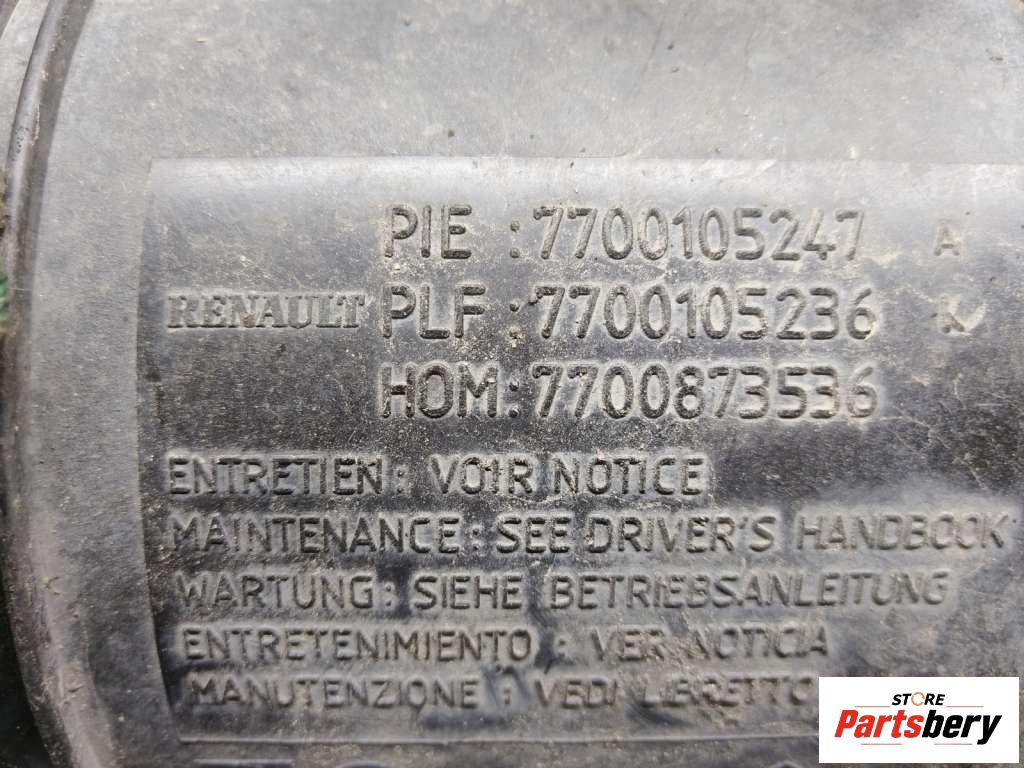 PIE : 7700105247 A
RENAULT PLF : 7700105236 K
HOM : 7700873536
ENTRETIEN : VOIR NOTICE
MAINTENANCE : SEE DRIVER'S HANDBOOK
WARTUNG : SIEHE BETRIEBSANLEITUNG
ENTRETENIMIENTO : VER NOTICIA
MANUTENZIONE : VEDI LIBRETTO
STORE
Partsbery